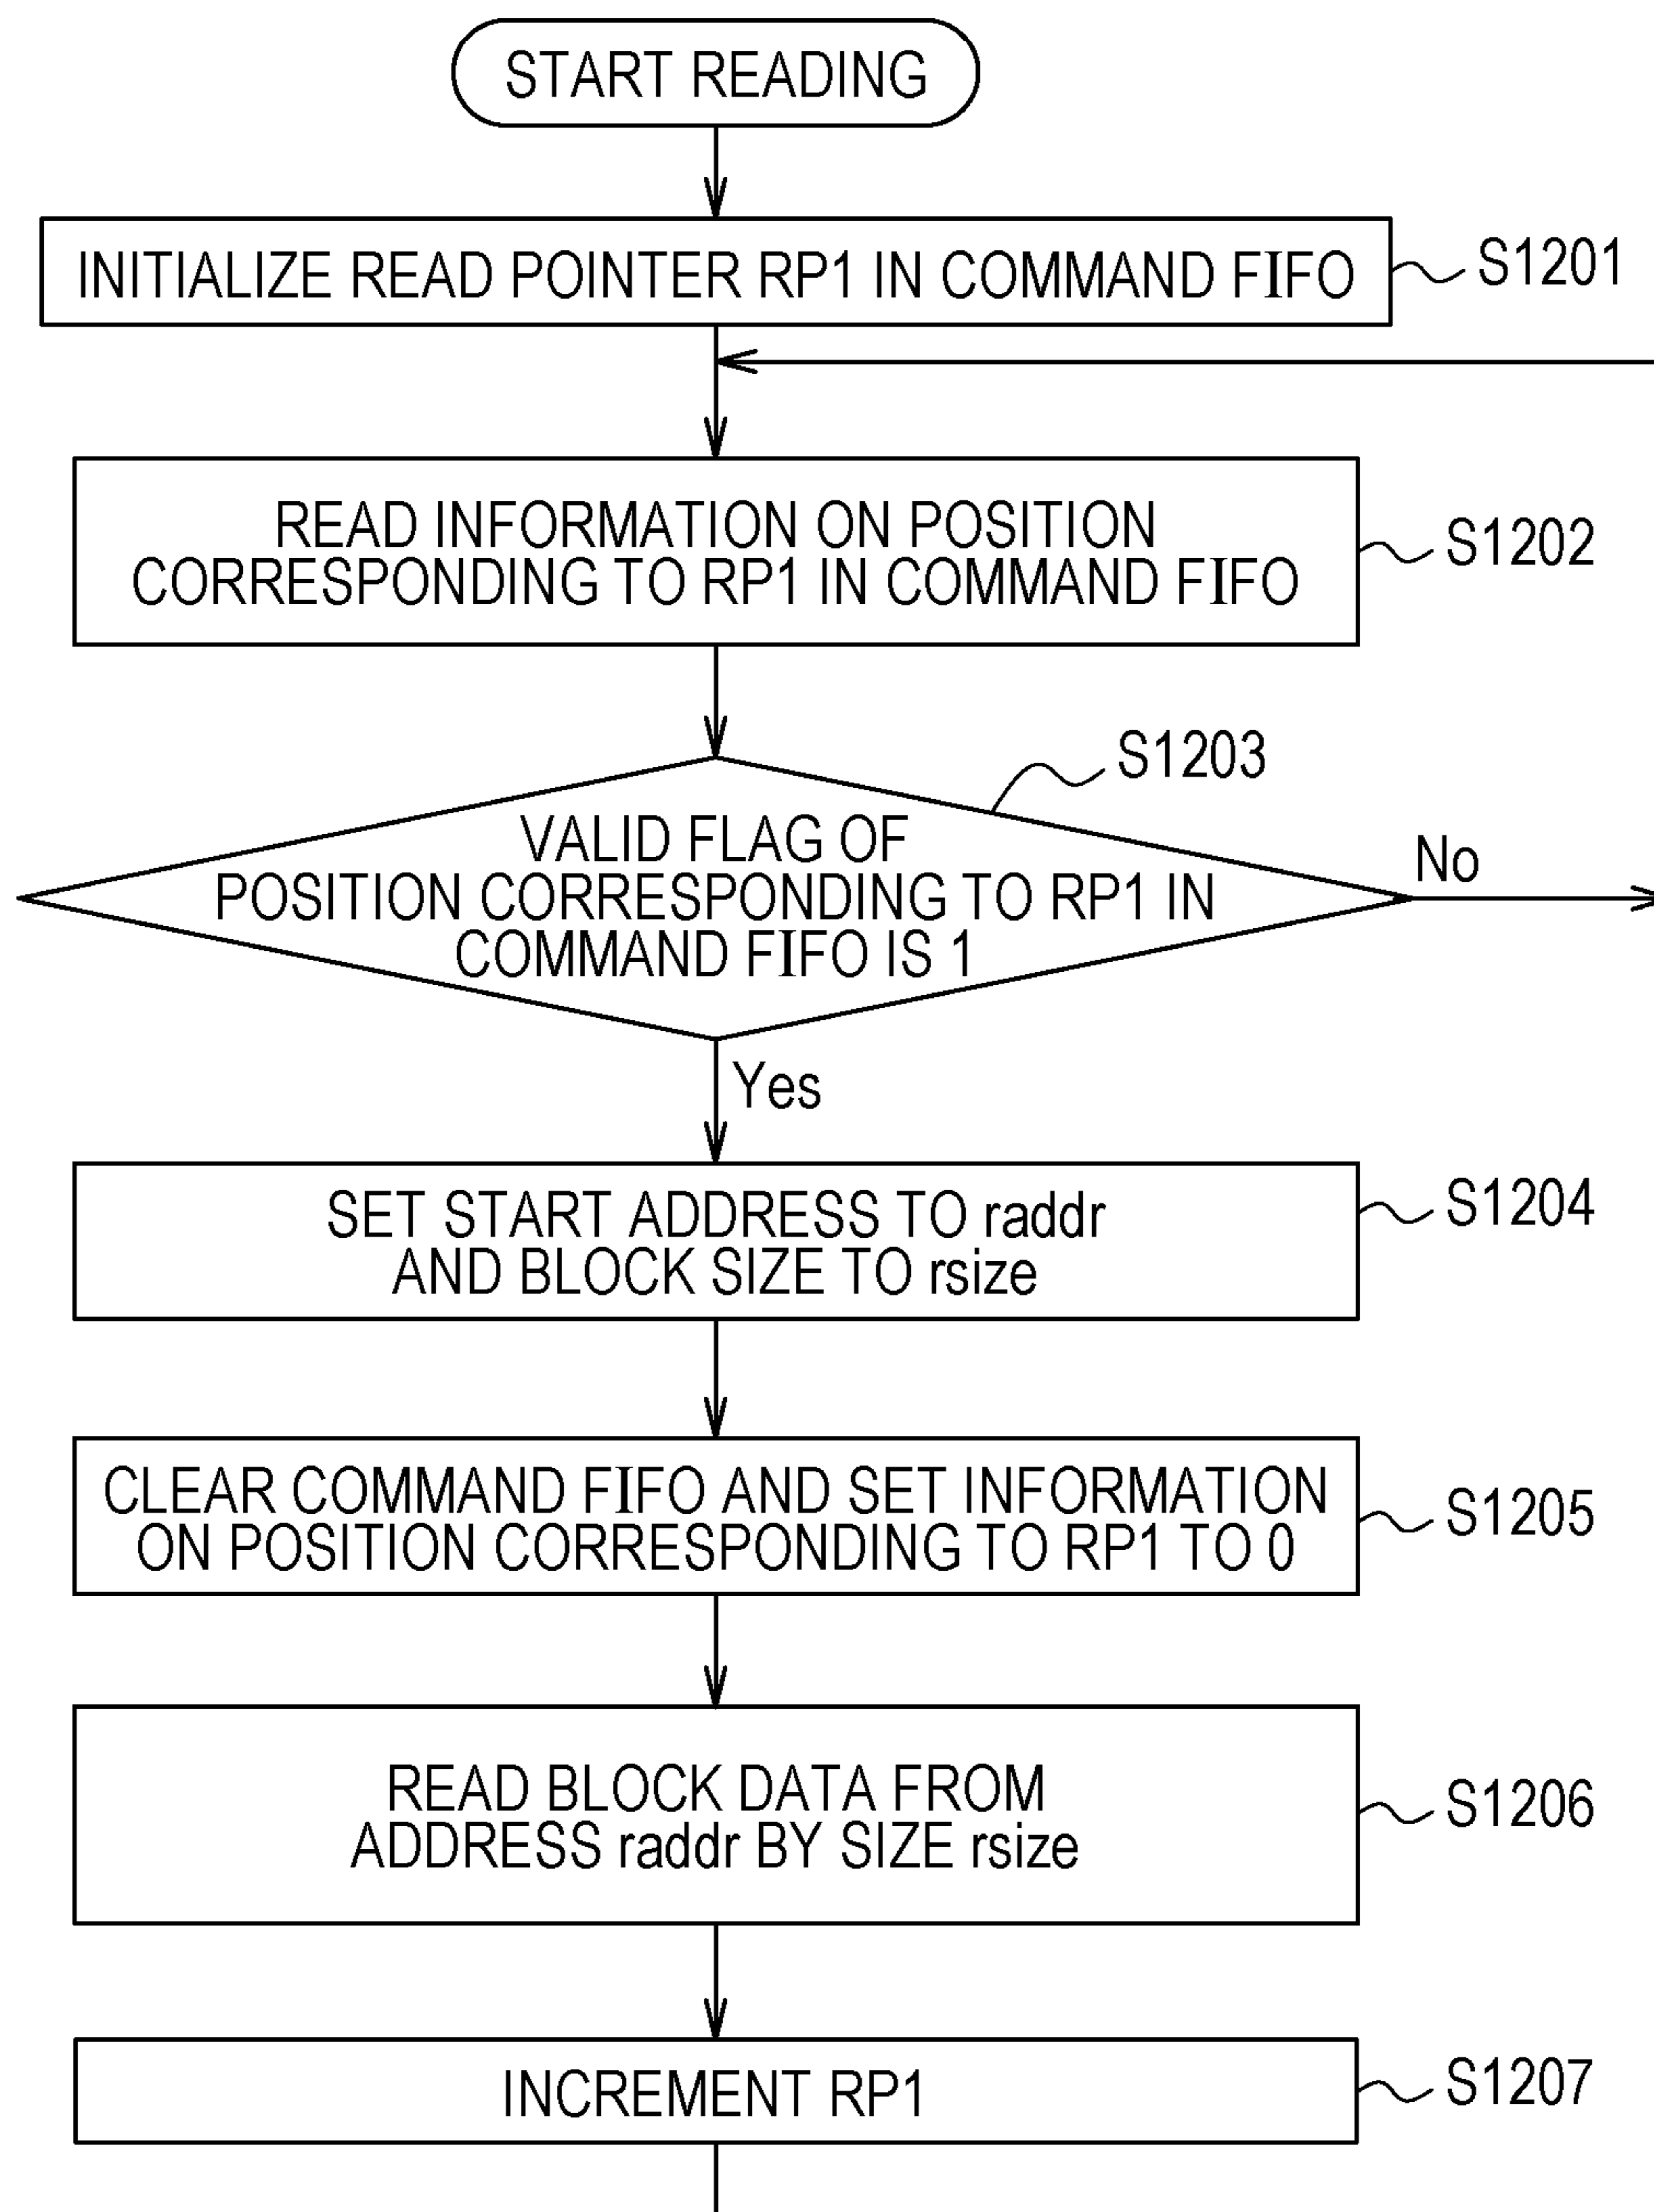 START READING
INITIALIZE READ POINTER RP1 IN COMMAND FIFO
S1201
READ INFORMATION ON POSITION
CORRESPONDING TO RP1 IN COMMAND FIFO
S1202
S1203
VALID FLAG OF
POSITION CORRESPONDING TO RP1 IN
COMMAND FIFO IS 1
No
Yes
SET START ADDRESS TO raddr
AND BLOCK SIZE TO rsize
S1204
CLEAR COMMAND FIFO AND SET INFORMATION
ON POSITION CORRESPONDING TO RP1 TO 0
S1205
READ BLOCK DATA FROM
ADDRESS raddr BY SIZE rsize
S1206
INCREMENT RP1
S1207